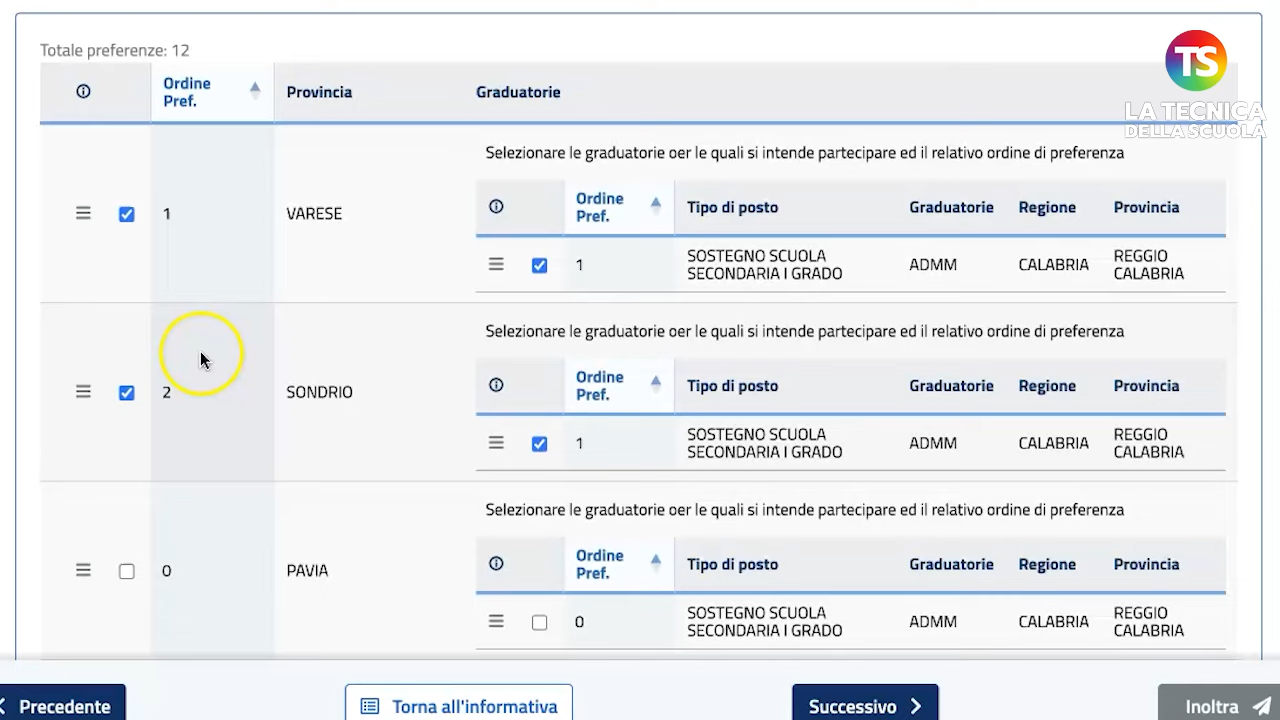 Totale preferenze: 12
TS
LA TECNICA
DELLA SCUOLA
Ordine
Pref.
Provincia
Graduatorie
Selezionare le graduatorie oer le quali si intende partecipare ed il relativo ordine di preferenza
Ordine
Pref.
Tipo di posto
Graduatorie
Regione
Provincia
1
VARESE
1
SOSTEGNO SCUOLA
SECONDARIA I GRADO
ADMM
CALABRIA
REGGIO
CALABRIA
Selezionare le graduatorie oer le quali si intende partecipare ed il relativo ordine di preferenza
Ordine
Pref.
Tipo di posto
Graduatorie
Regione
Provincia
2
SONDRIO
1
SOSTEGNO SCUOLA
SECONDARIA I GRADO
ADMM
CALABRIA
REGGIO
CALABRIA
Selezionare le graduatorie oer le quali si intende partecipare ed il relativo ordine di preferenza
Ordine
Pref.
Tipo di posto
Graduatorie
Regione
Provincia
0
PAVIA
0
SOSTEGNO SCUOLA
SECONDARIA I GRADO
ADMM
CALABRIA
REGGIO
CALABRIA
Precedente
Torna all'informativa
Successivo
Inoltra